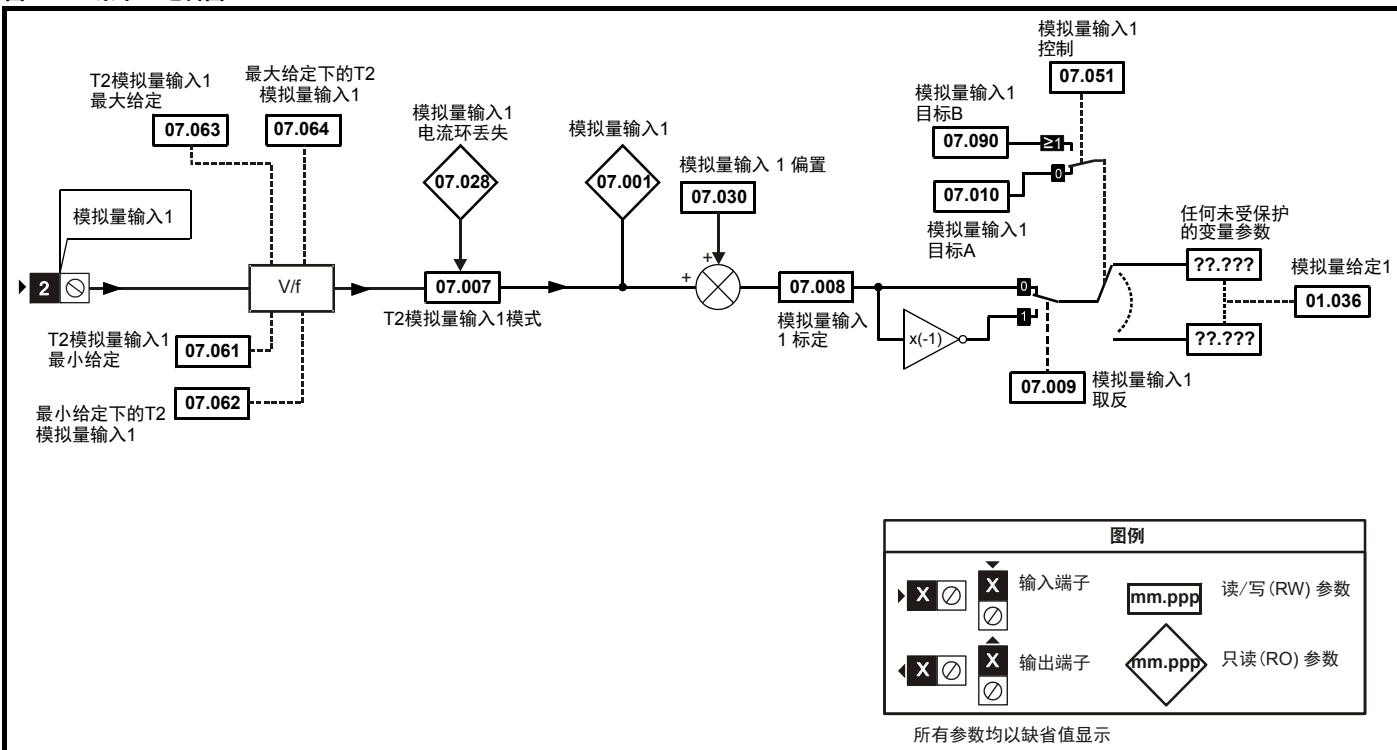 模拟量输入1
控制
07.051
T2模拟量输入1
最大给定
07.063
最大给定下的T2
模拟量输入1
07.064
模拟量输入1
电流环丢失
07.028
模拟量输入1
07.001
模拟量输入 1 偏置
07.030
模拟量输入1
目标B
07.090
≥1
0
07.010
模拟量输入1
目标A
任何未受保护
的变量参数
??.???
模拟量给定1
01.036
??.???
模拟量输入1
2
V/f
07.007
T2模拟量输入1模式
+
+
07.008
模拟量输入
1 标定
0
1
x(-1)
07.009
模拟量输入1
取反
T2模拟量输入1
最小给定
07.061
最小给定下的T2
模拟量输入1
07.062
图例
X
X
输入端子
mm.ppp
读/写(RW) 参数
X
X
输出端子
mm.ppp
只读(RO) 参数
所有参数均以缺省值显示